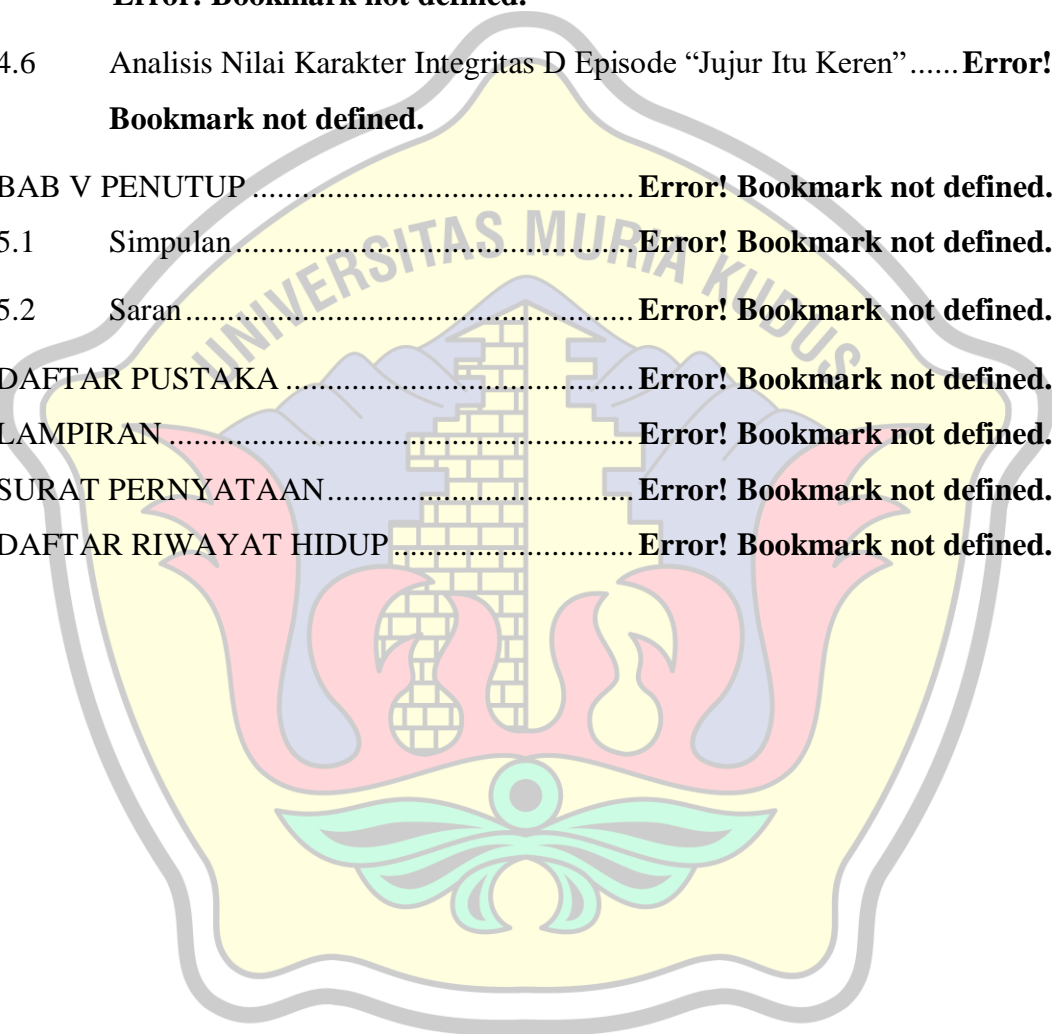 Error! Bookmark not defined.
4.6 Analisis Nilai Karakter Integritas D Episode “Jujur Itu Keren”......Error!
Bookmark not defined.
BAB V PENUTUP ................................................. Error! Bookmark not defined.
5.1 Simpulan................................................ Error! Bookmark not defined.
5.2 Saran...................................................... Error! Bookmark not defined.
DAFTAR PUSTAKA .......................................... Error! Bookmark not defined.
LAMPIRAN........................................................ Error! Bookmark not defined.
SURAT PERNYATAAN..................................... Error! Bookmark not defined.
DAFTAR RIWAYAT HIDUP ............................. Error! Bookmark not defined.
UNIVERSITAS MURIA KUDUS